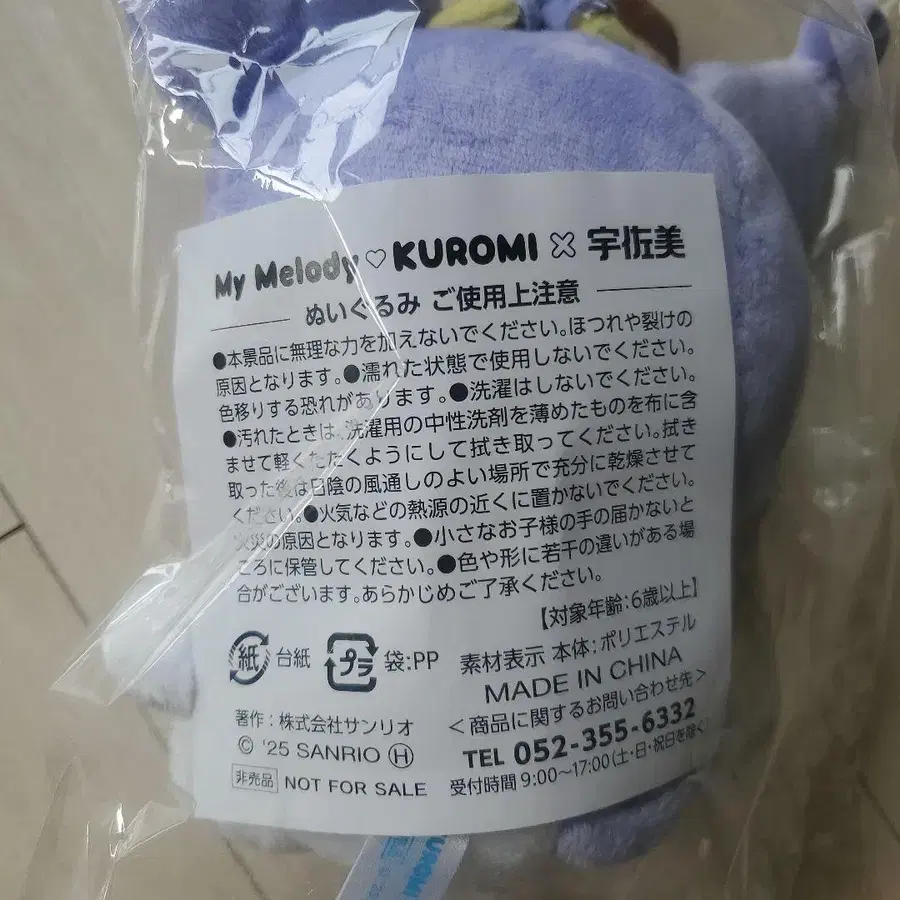 My Melody ♡ KUROMI × 宇佐美
ぬいぐるみ ご使用上注意
●本景品に無理な力を加えないでください。ほつれや裂けの
原因となります。●濡れた状態で使用しないでください。
色移りする恐れがあります。●洗濯はしないでください。
●汚れたときは、洗濯用の中性洗剤を薄めたものを布に含
ませて軽くたたくようにして拭き取ってください。拭き
取った後は日陰の風通しのよい場所で充分に乾燥させて
ください。●火気などの熱源の近くに置かないでください。
火災の原因となります。●小さなお子様の手の届かないと
ころに保管してください。●色や形に若干の違いがある場
合がございます。あらかじめご了承ください。
【対象年齢:6歳以上】
紙 台紙 プラ 袋:PP
素材表示 本体:ポリエステル
MADE IN CHINA
<商品に関するお問い合わせ先>
TEL 052-355-6332
受付時間 9:00〜17:00(土・日・祝日を除く)
著作:株式会社サンリオ
© '25 SANRIO Ⓗ
非売品 NOT FOR SALE
KUROMI